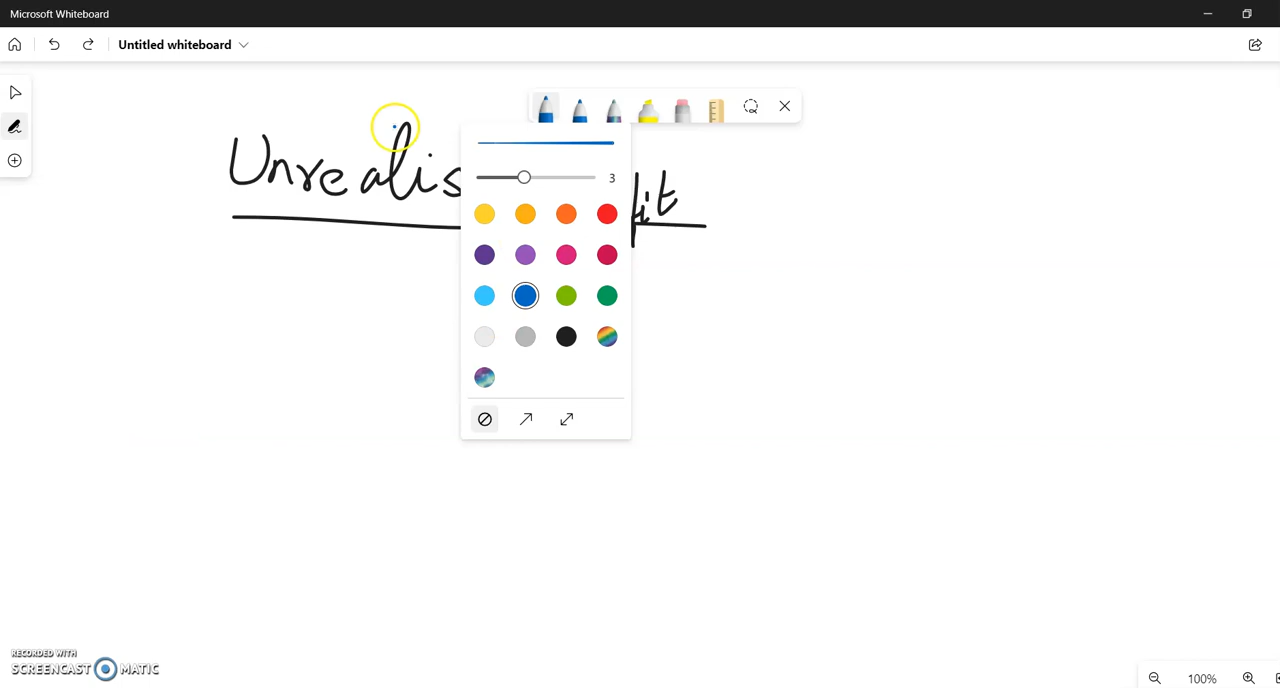 Microsoft Whiteboard
Untitled whiteboard
Unrealis
fit
3
RECORDED WITH
SCREENCAST MATIC
100%